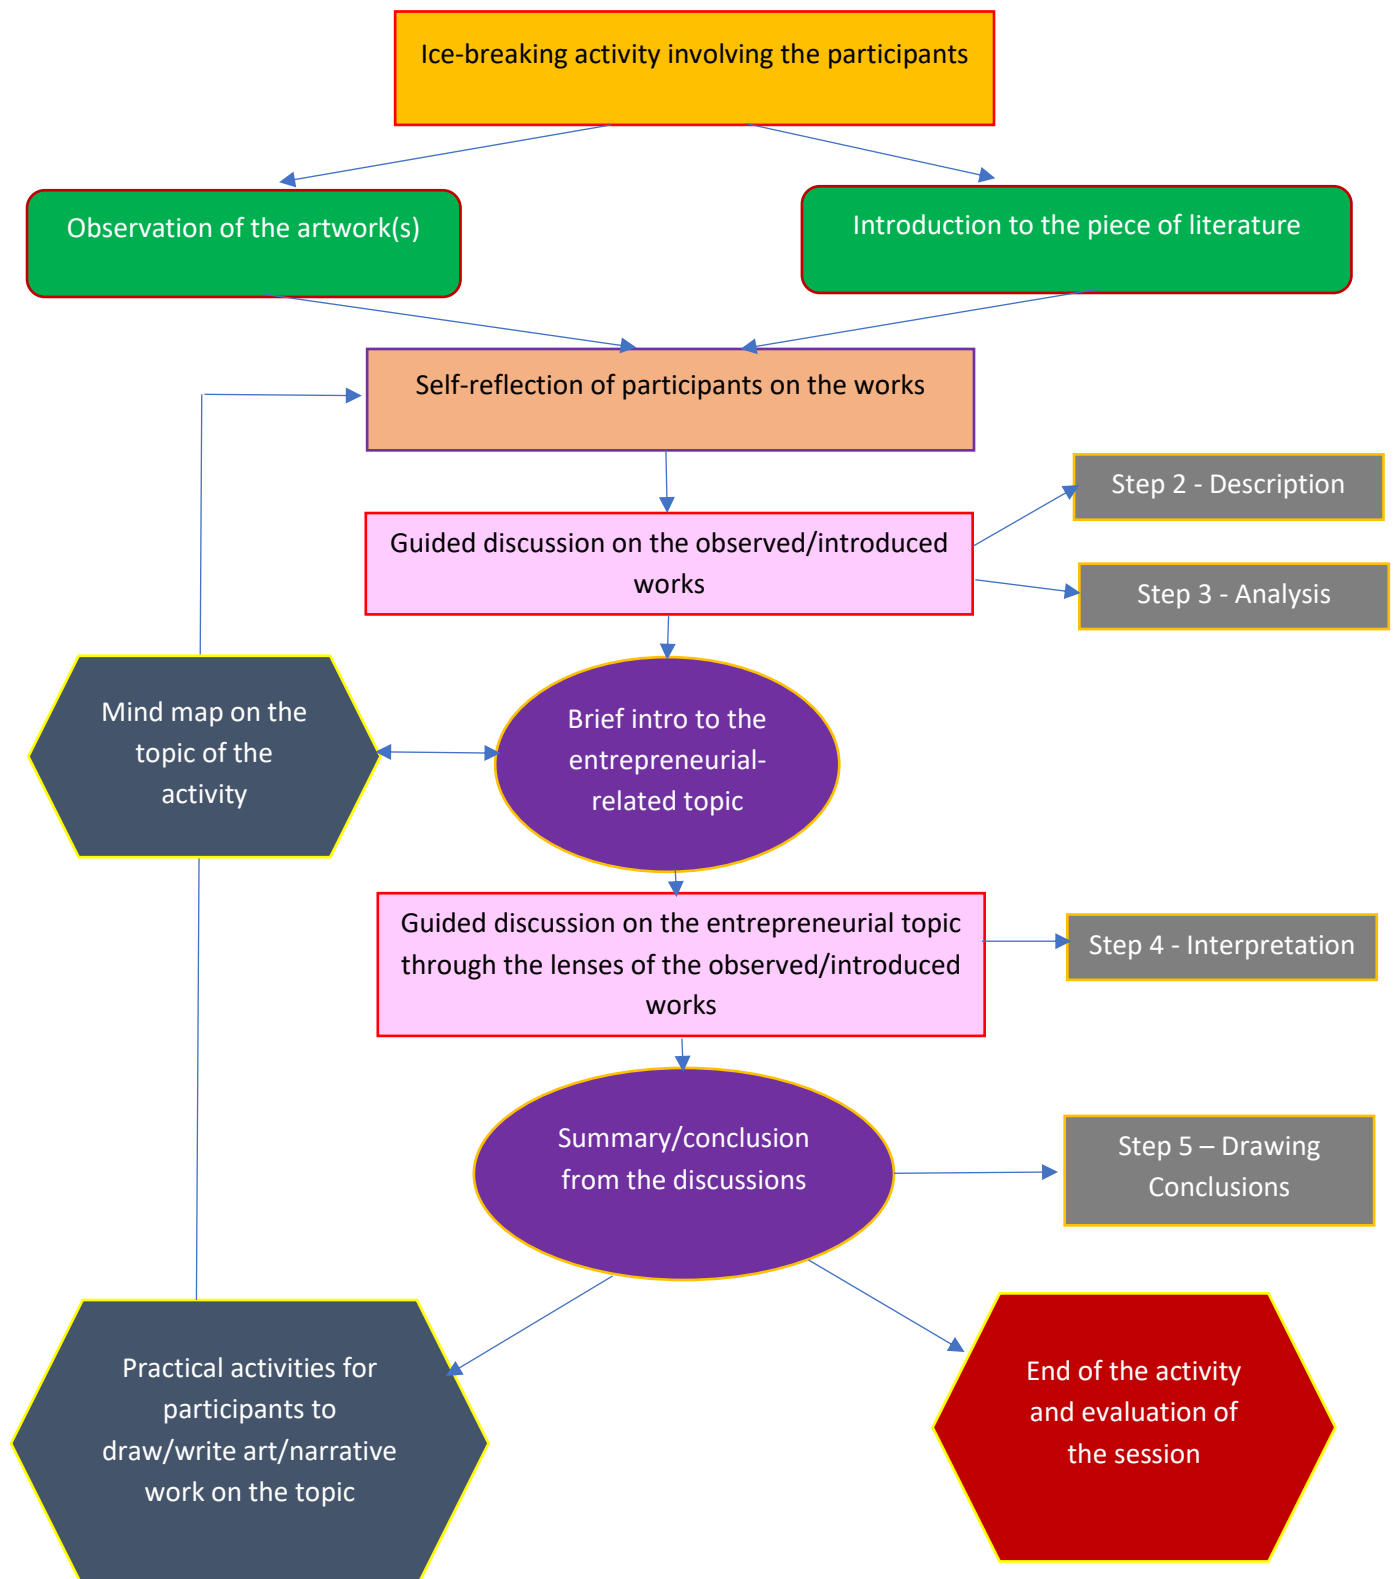 Ice-breaking activity involving the participants
Observation of the artwork(s)
Introduction to the piece of literature
Self-reflection of participants on the works
Step 2 - Description
Guided discussion on the observed/introduced
works
Step 3 - Analysis
Mind map on the
topic of the
activity
Brief intro to the
entrepreneurial-
related topic
Guided discussion on the entrepreneurial topic
through the lenses of the observed/introduced
works
Step 4 - Interpretation
Summary/conclusion
from the discussions
Step 5 – Drawing
Conclusions
Practical activities for
participants to
draw/write art/narrative
work on the topic
End of the activity
and evaluation of
the session